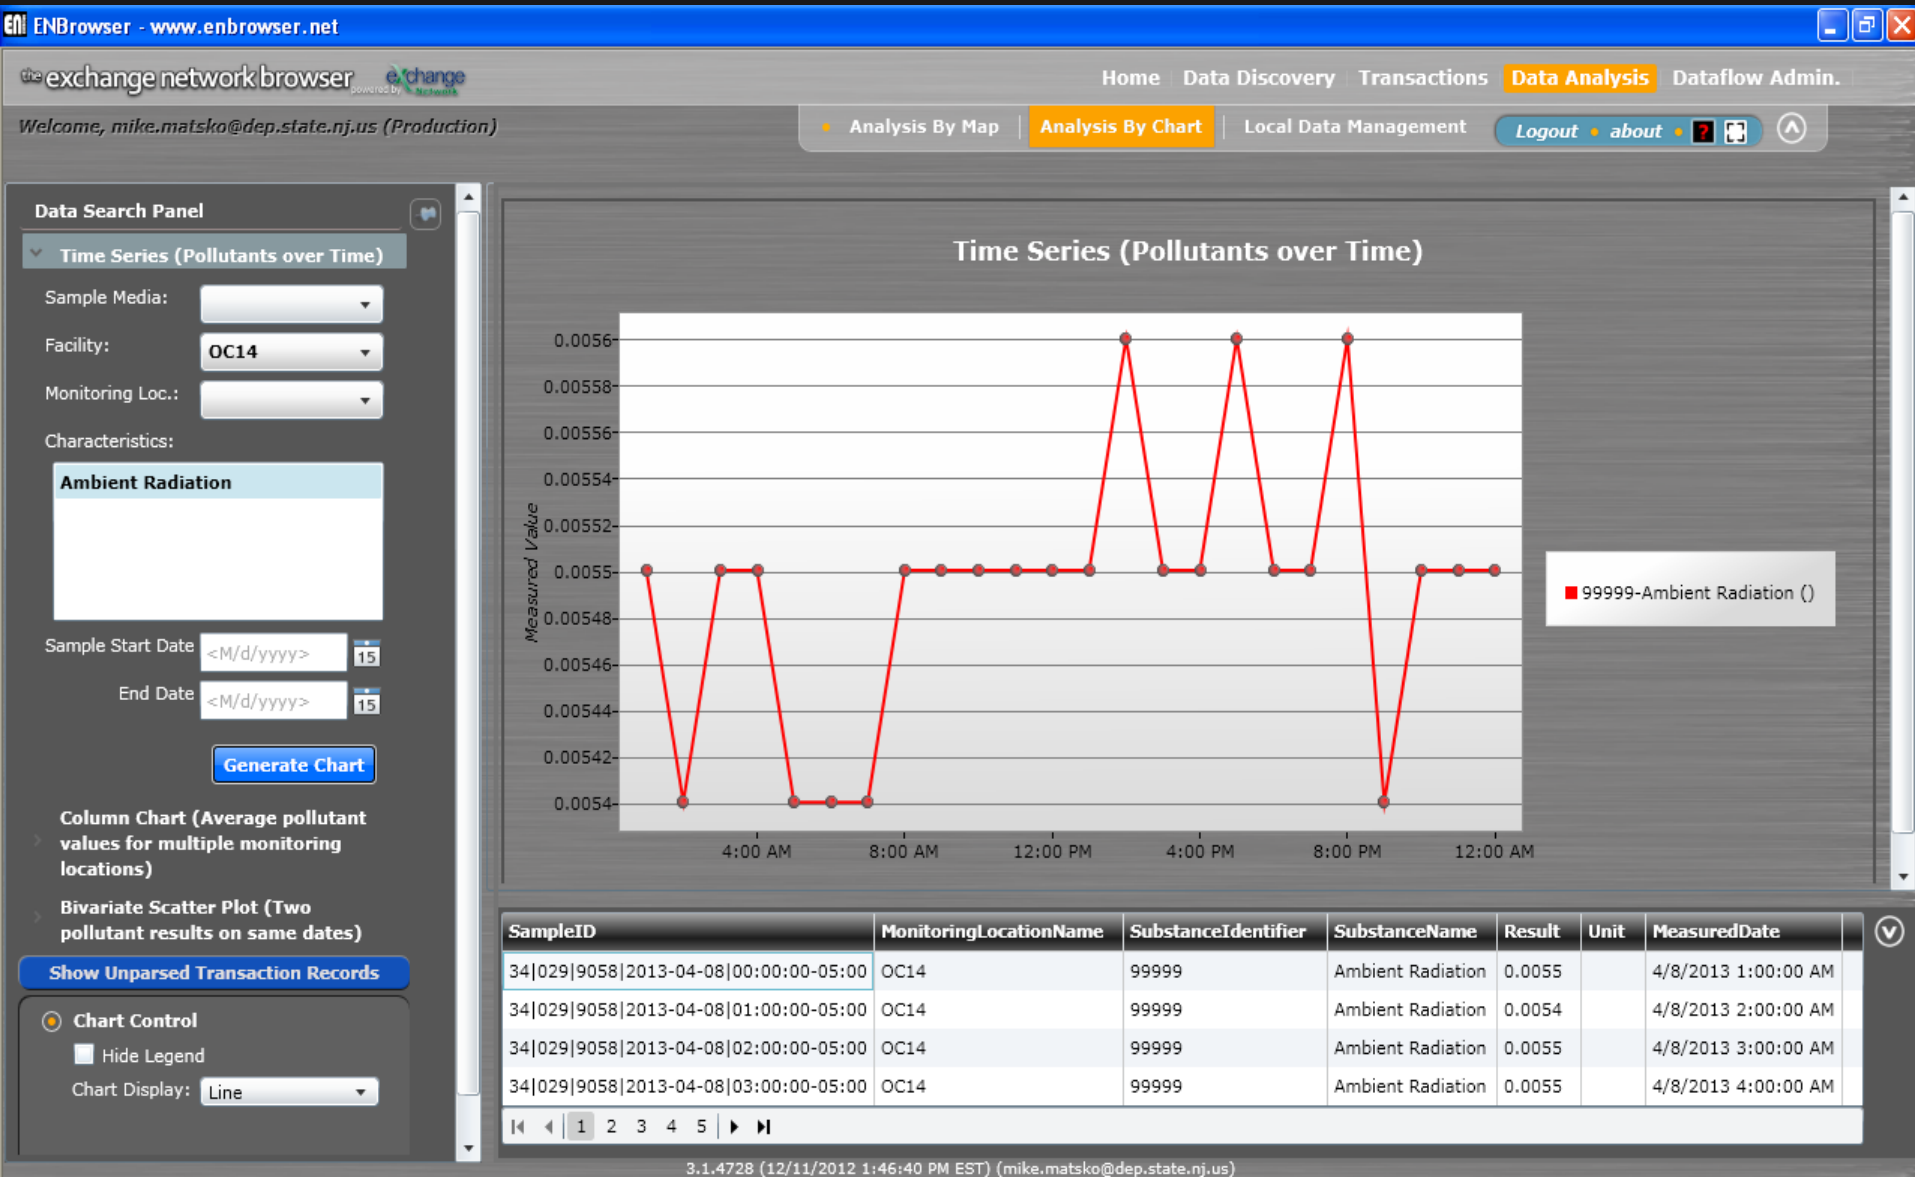 ENBrowser - www.enbrowser.net
the exchange network browser powered by exchange Network
Home Data Discovery Transactions Data Analysis Dataflow Admin.
Welcome, mike.matsko@dep.state.nj.us (Production)
Analysis By Map Analysis By Chart Local Data Management Logout about ?
Data Search Panel
Time Series (Pollutants over Time)
Sample Media:
Facility: OC14
Monitoring Loc.:
Characteristics:
Ambient Radiation
Sample Start Date <M/d/yyyy> 15
End Date <M/d/yyyy> 15
Generate Chart
Column Chart (Average pollutant
values for multiple monitoring
locations)
Bivariate Scatter Plot (Two
pollutant results on same dates)
Show Unparsed Transaction Records
Chart Control
Hide Legend
Chart Display: Line
Time Series (Pollutants over Time)
Measured Value
0.0056
0.00558
0.00556
0.00554
0.00552
0.0055
0.00548
0.00546
0.00544
0.00542
0.0054
4:00 AM 8:00 AM 12:00 PM 4:00 PM 8:00 PM 12:00 AM
99999-Ambient Radiation ()
SampleID MonitoringLocationName SubstanceIdentifier SubstanceName Result Unit MeasuredDate
34|029|9058|2013-04-08|00:00:00-05:00 OC14 99999 Ambient Radiation 0.0055 4/8/2013 1:00:00 AM
34|029|9058|2013-04-08|01:00:00-05:00 OC14 99999 Ambient Radiation 0.0054 4/8/2013 2:00:00 AM
34|029|9058|2013-04-08|02:00:00-05:00 OC14 99999 Ambient Radiation 0.0055 4/8/2013 3:00:00 AM
34|029|9058|2013-04-08|03:00:00-05:00 OC14 99999 Ambient Radiation 0.0055 4/8/2013 4:00:00 AM
1 2 3 4 5
3.1.4728 (12/11/2012 1:46:40 PM EST) (mike.matsko@dep.state.nj.us)